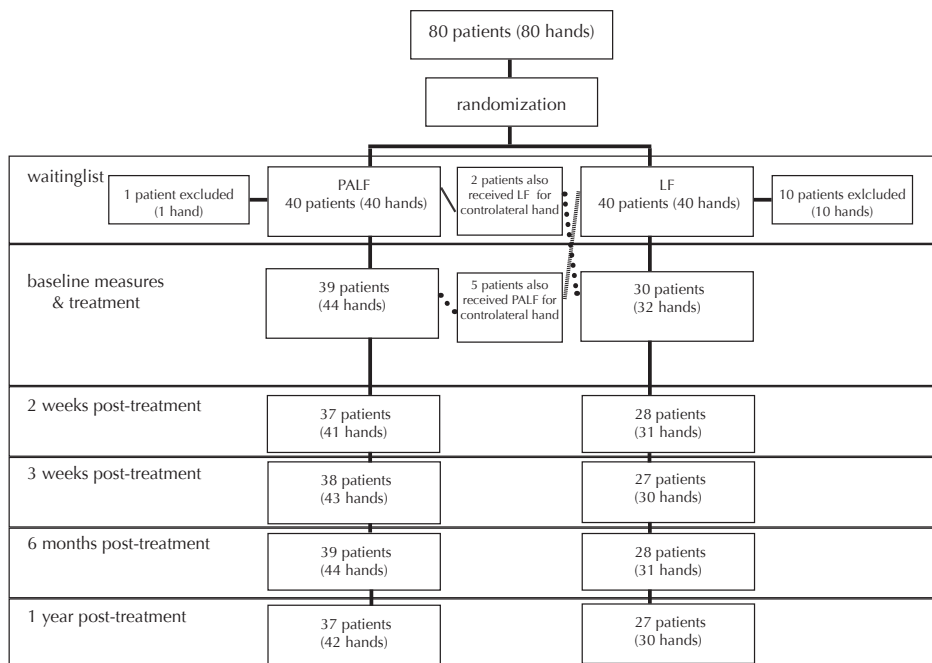 80 patients (80 hands)
randomization
waitinglist
1 patient excluded
(1 hand)
PALF
40 patients (40 hands)
2 patients also
received LF for
controlateral hand
LF
40 patients (40 hands)
10 patients exlcluded
(10 hands)
baseline measures
& treatment
39 patients
(44 hands)
5 patients also
received PALF for
controlateral hand
30 patients
(32 hands)
2 weeks post-treatment
37 patients
(41 hands)
28 patients
(31 hands)
3 weeks post-treatment
38 patients
(43 hands)
27 patients
(30 hands)
6 months post-treatment
39 patients
(44 hands)
28 patients
(31 hands)
1 year post-treatment
37 patients
(42 hands)
27 patients
(30 hands)